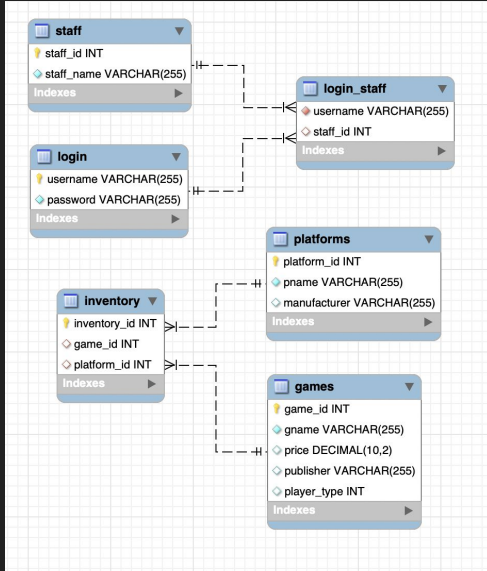 staff
staff_id INT
staff_name VARCHAR(255)
Indexes
login_staff
username VARCHAR(255)
staff_id INT
Indexes
login
username VARCHAR(255)
password VARCHAR(255)
Indexes
platforms
platform_id INT
pname VARCHAR(255)
manufacturer VARCHAR(255)
Indexes
inventory
inventory_id INT
game_id INT
platform_id INT
Indexes
games
game_id INT
gname VARCHAR(255)
price DECIMAL(10,2)
publisher VARCHAR(255)
player_type INT
Indexes